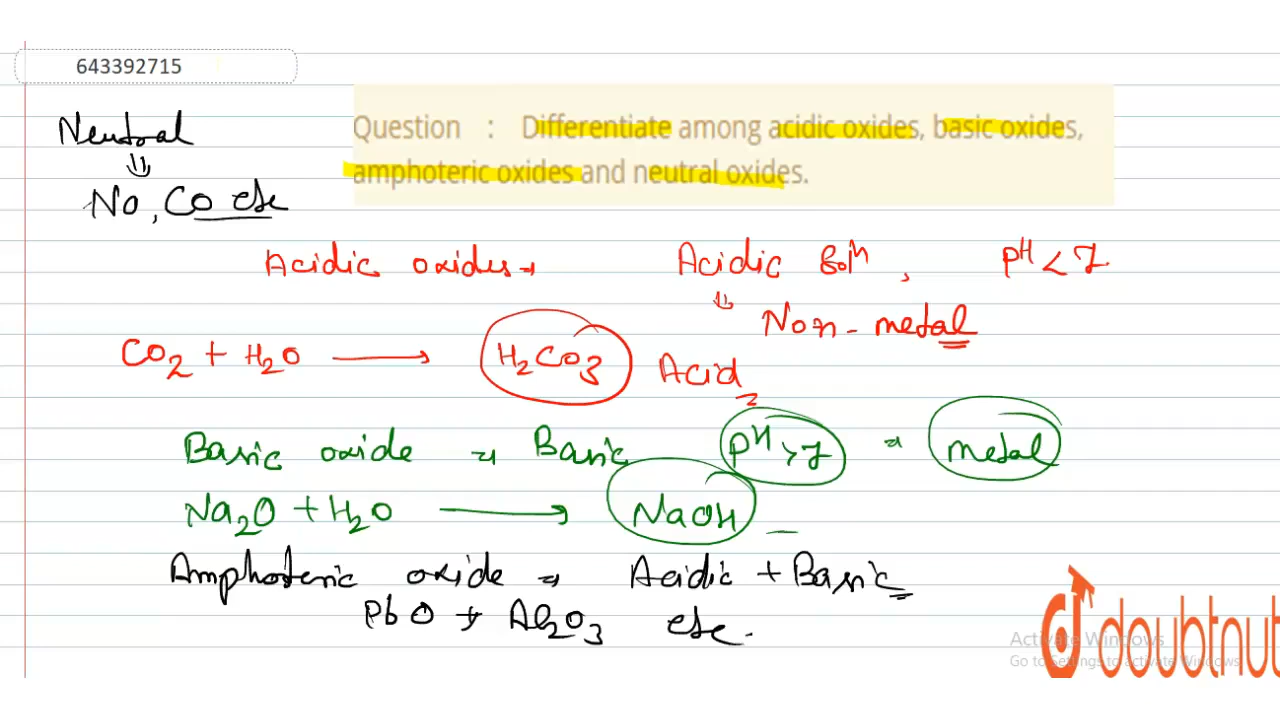 643392715
Question : Differentiate among acidic oxides, basic oxides,
amphoteric oxides and neutral oxides.
Neutral
⇓
No, Co etc
Acidic oxides → Acidic Solⁿ, pH < 7
⇓
Non-metal
CO2 + H2O → H2CO3 Acid
Basic oxide → Basic pH > 7 → metal
Na2O + H2O → NaOH
Amphoteric oxide → Acidic + Basic
PbO, Al2O3 etc.
doubtnut
Activate Windows
Go to Settings to activate Windows.